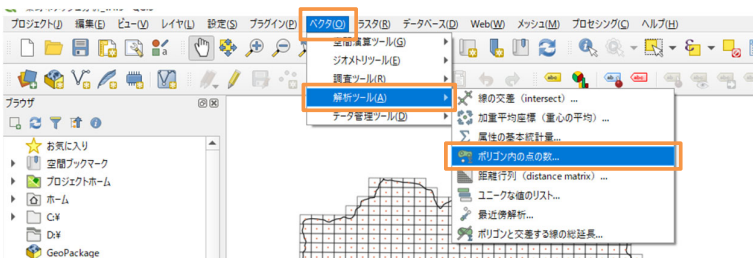 プロジェクト(J) 編集(E) ビュー(V) レイヤ(L) 設定(S) プラグイン(P) ベクタ(O) ラスタ(R) データベース(D) Web(W) メッシュ(M) プロセシング(C) ヘルプ(H)
空間演算ツール(G)
ジオメトリツール(E)
調査ツール(R)
解析ツール(A)
データ管理ツール(D)
線の交差（intersect）...
加重平均座標（重心の平均）...
属性の基本統計量...
ポリゴン内の点の数...
距離行列（distance matrix）...
ユニークな値のリスト...
最近傍解析...
ポリゴンと交差する線の総延長...
ブラウザ
お気に入り
空間ブックマーク
プロジェクトホーム
ホーム
C:¥
D:¥
GeoPackage